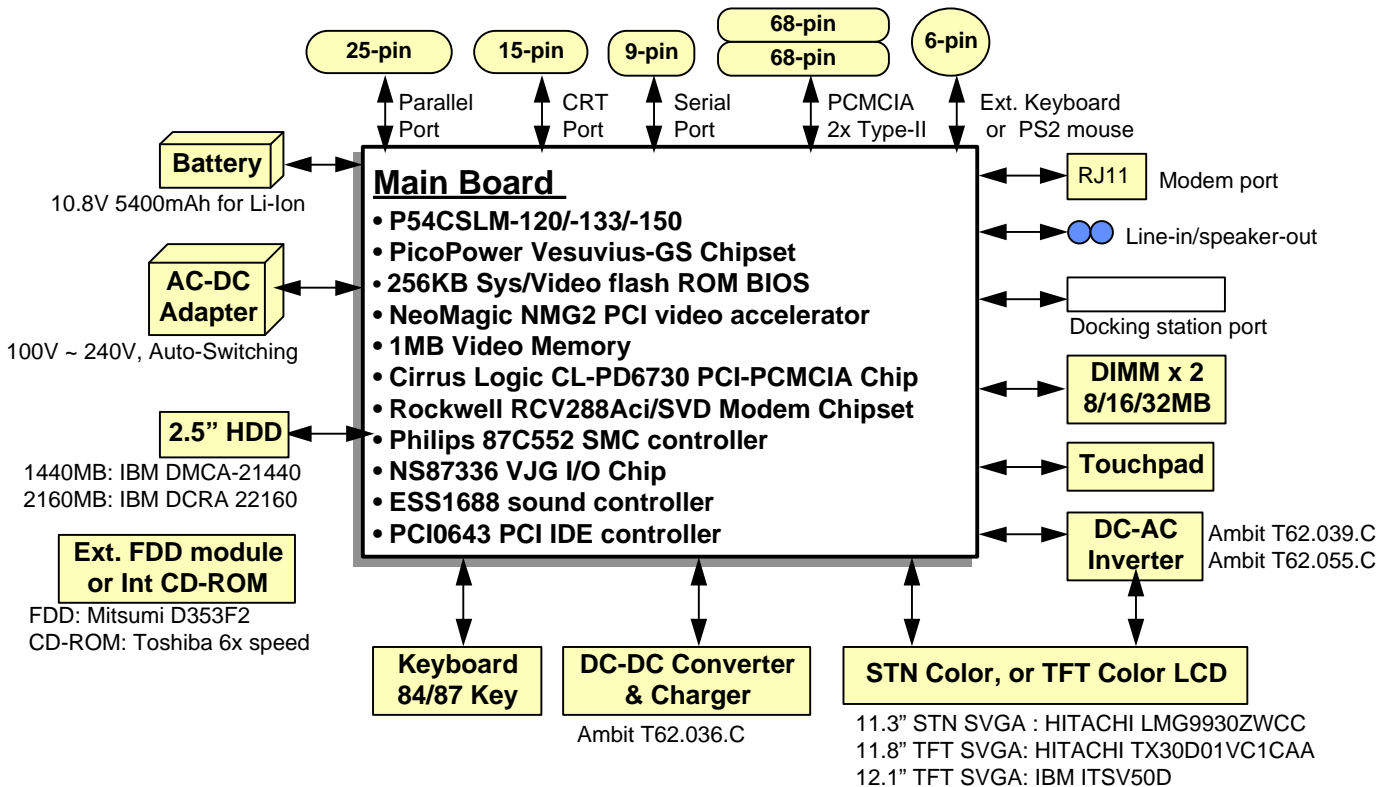 25-pin
15-pin
9-pin
68-pin
68-pin
6-pin
Parallel
Port
CRT
Port
Serial
Port
PCMCIA
2x Type-II
Ext. Keyboard
or PS2 mouse
Battery
10.8V 5400mAh for Li-Ion
AC-DC
Adapter
100V ~ 240V, Auto-Switching
2.5” HDD
1440MB: IBM DMCA-21440
2160MB: IBM DCRA 22160
Ext. FDD module
or Int CD-ROM
FDD: Mitsumi D353F2
CD-ROM: Toshiba 6x speed
Main Board
• P54CSLM-120/-133/-150
• PicoPower Vesuvius-GS Chipset
• 256KB Sys/Video flash ROM BIOS
• NeoMagic NMG2 PCI video accelerator
• 1MB Video Memory
• Cirrus Logic CL-PD6730 PCI-PCMCIA Chip
• Rockwell RCV288Aci/SVD Modem Chipset
• Philips 87C552 SMC controller
• NS87336 VJG I/O Chip
• ESS1688 sound controller
• PCI0643 PCI IDE controller
RJ11
Modem port
Line-in/speaker-out
Docking station port
DIMM x 2
8/16/32MB
Touchpad
DC-AC
Inverter
Ambit T62.039.C
Ambit T62.055.C
Keyboard
84/87 Key
DC-DC Converter
& Charger
Ambit T62.036.C
STN Color, or TFT Color LCD
11.3” STN SVGA : HITACHI LMG9930ZWCC
11.8” TFT SVGA: HITACHI TX30D01VC1CAA
12.1” TFT SVGA: IBM ITSV50D